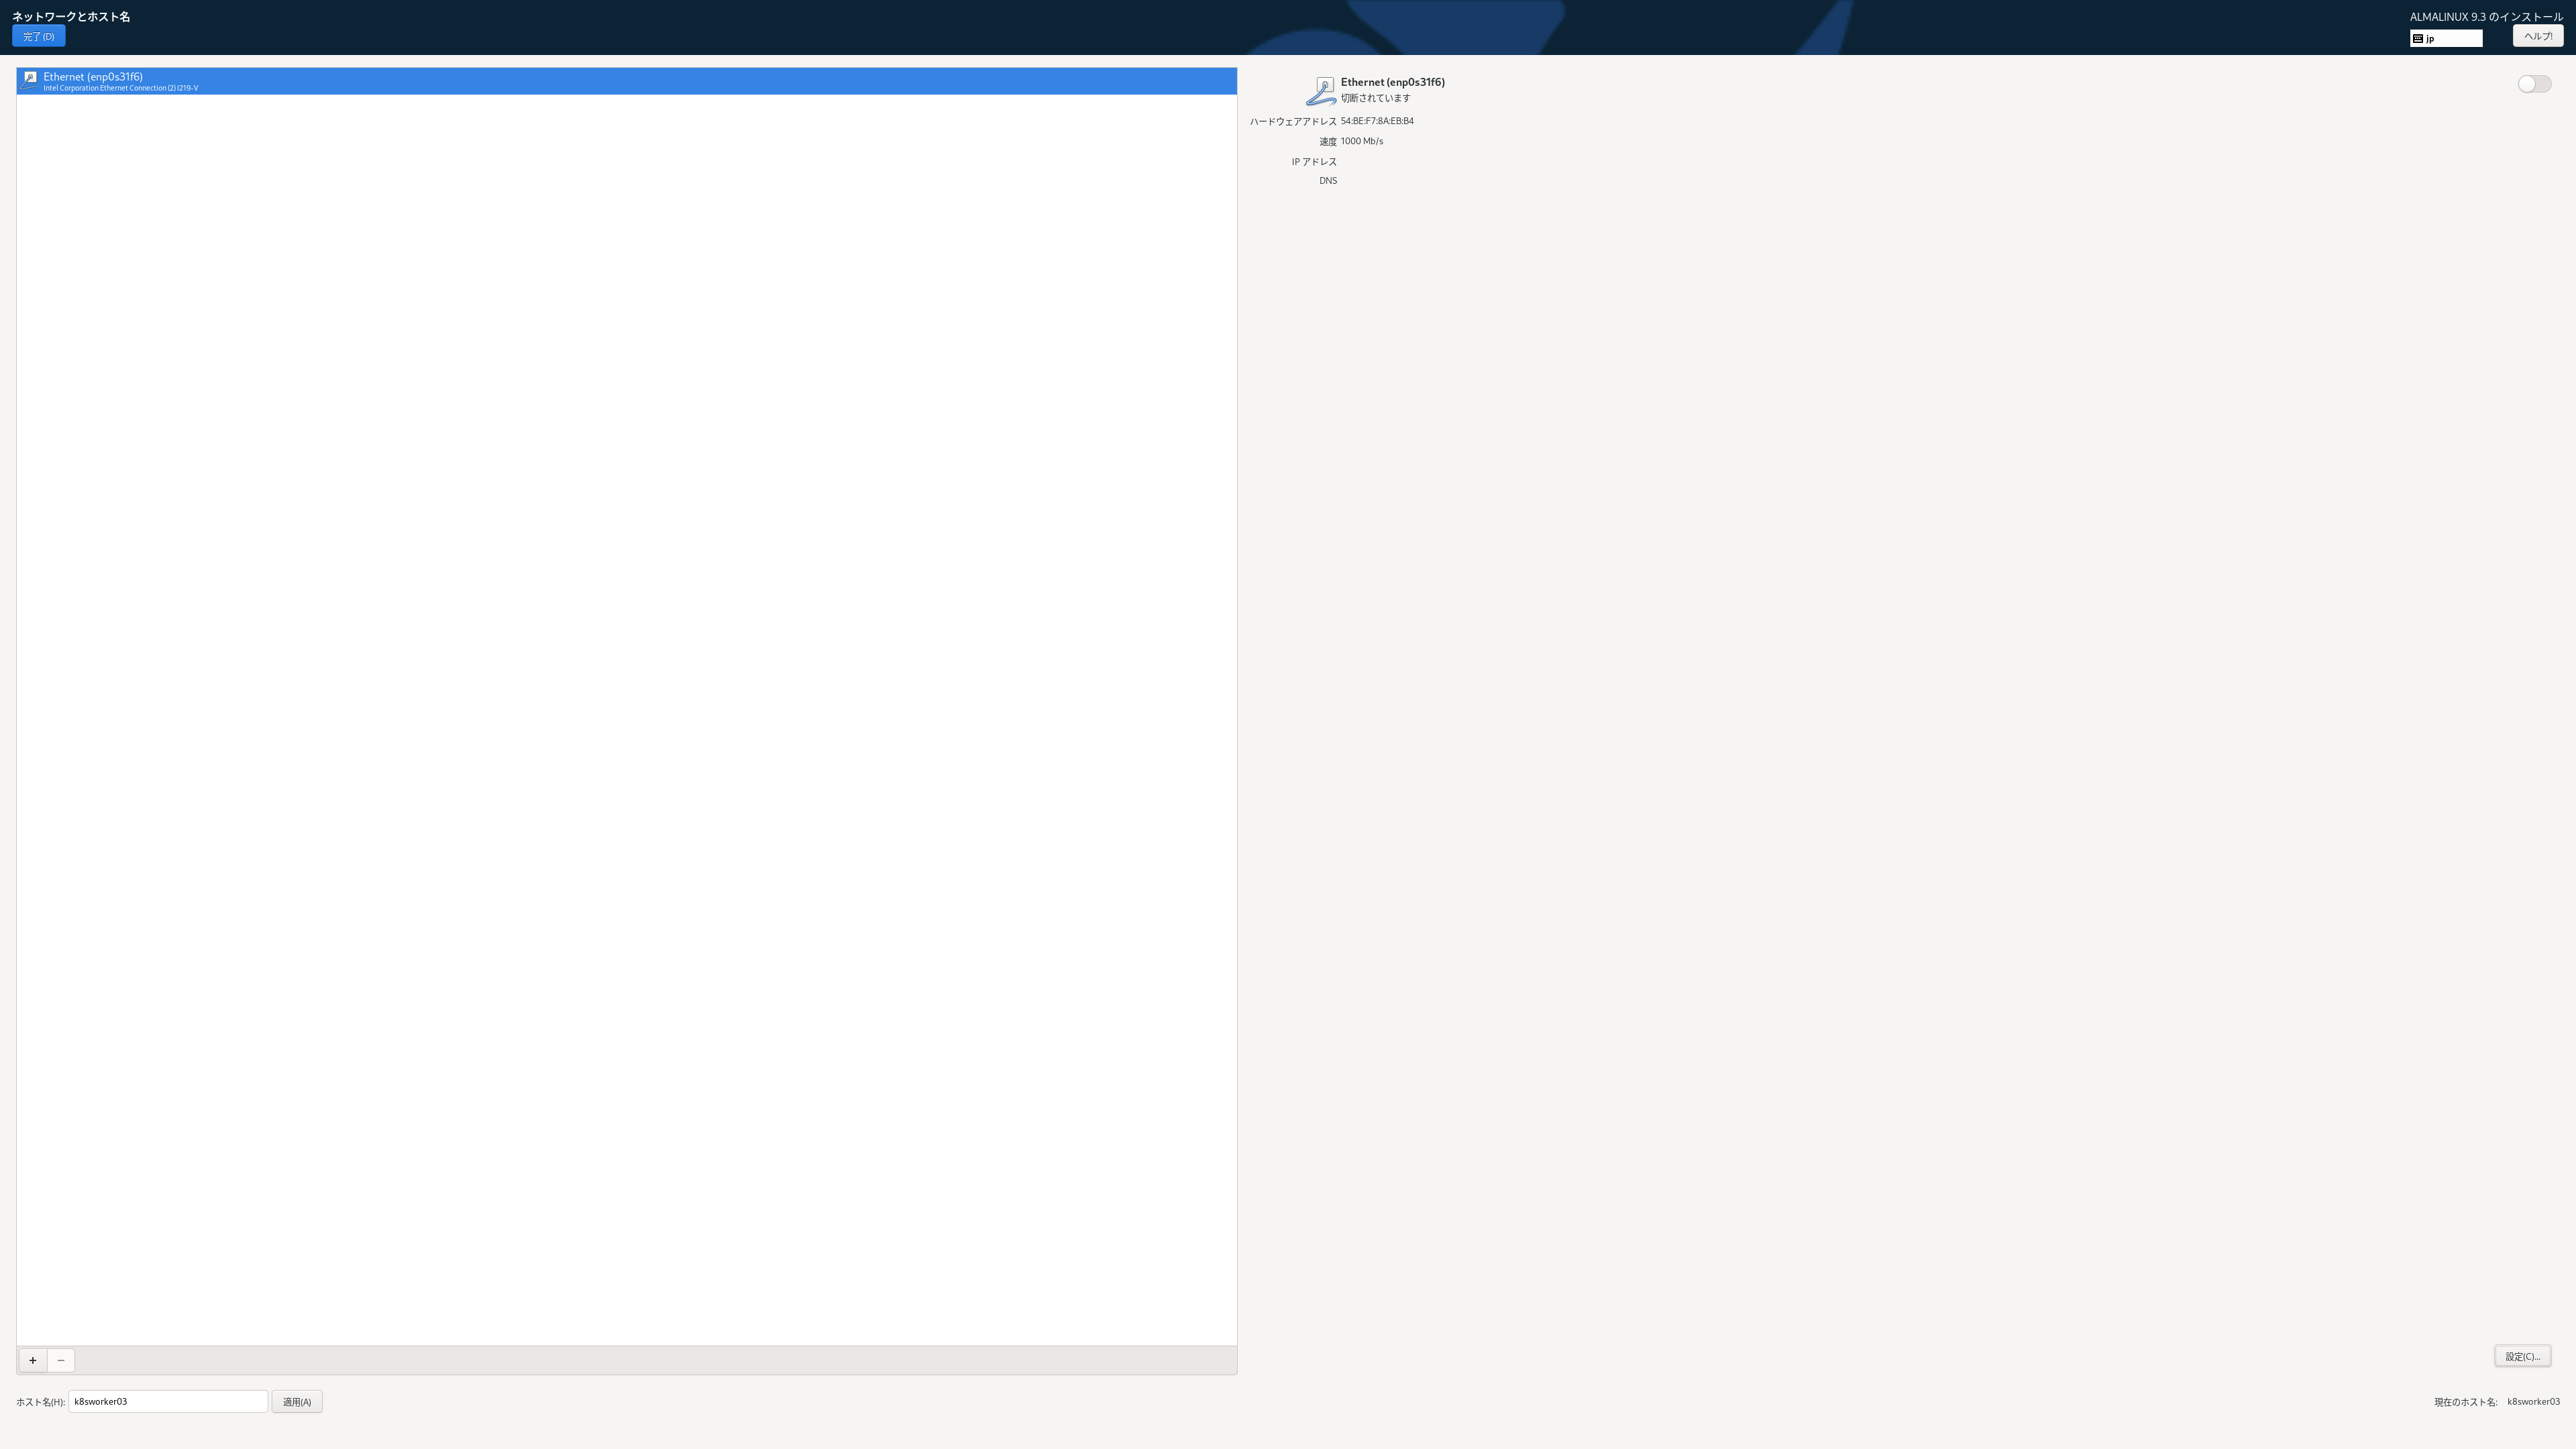 ネットワークとホスト名
完了 (D)
ALMALINUX 9.3 のインストール
jp
ヘルプ!
Ethernet (enp0s31f6)
Intel Corporation Ethernet Connection (2) I219-V
Ethernet (enp0s31f6)
切断されています
ハードウェアアドレス 54:BE:F7:8A:EB:B4
速度 1000 Mb/s
IP アドレス
DNS
+ −
設定(C)...
ホスト名(H): k8sworker03 適用(A)
現在のホスト名: k8sworker03